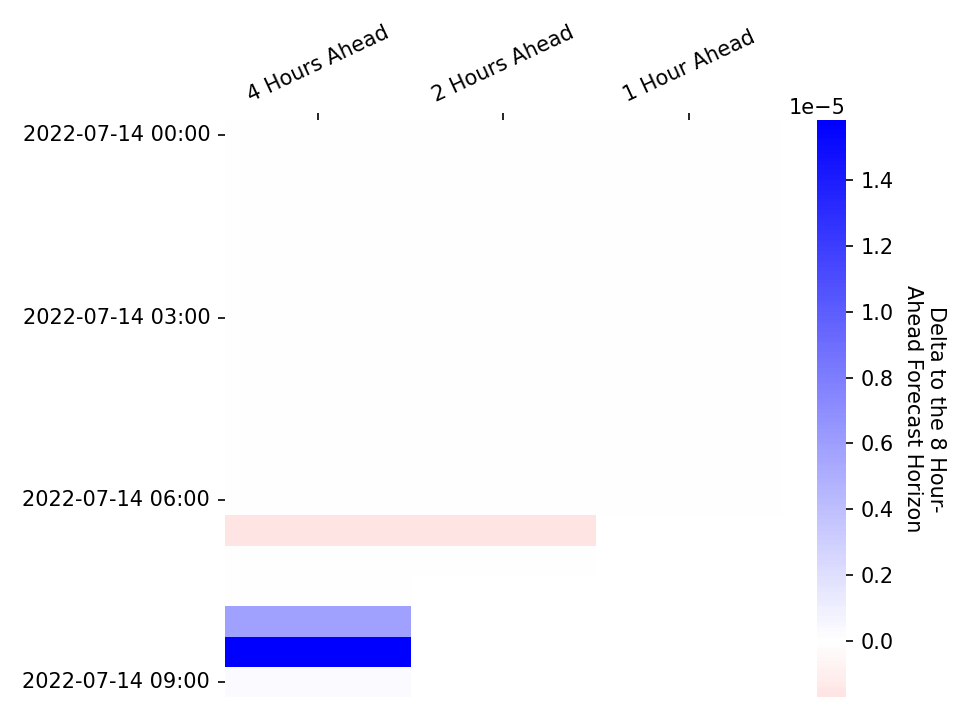 4 Hours Ahead
2 Hours Ahead
1 Hour Ahead
1e−5
2022-07-14 00:00
2022-07-14 03:00
2022-07-14 06:00
2022-07-14 09:00
1.4
1.2
1.0
0.8
0.6
0.4
0.2
0.0
Delta to the 8 Hour-
Ahead Forecast Horizon